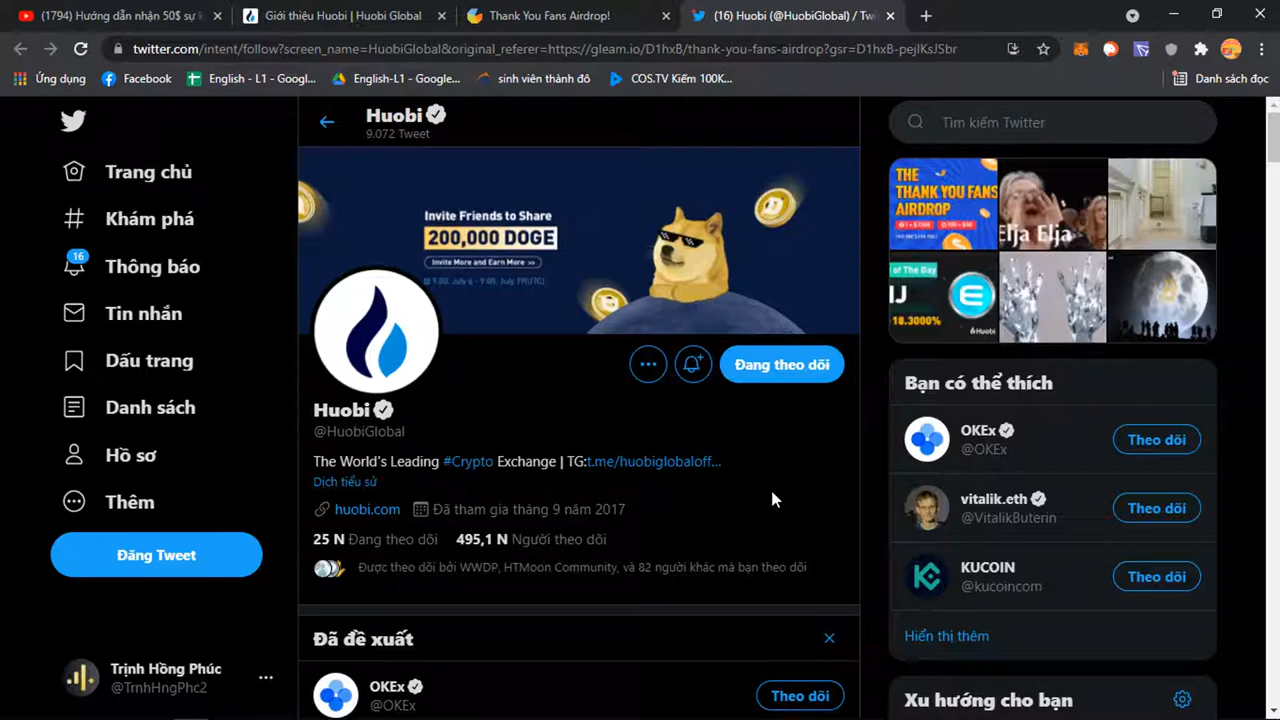 (1794) Hướng dẫn nhận 50$ sự k
Giới thiệu Huobi | Huobi Global
Thank You Fans Airdrop!
(16) Huobi (@HuobiGlobal) / Twi
twitter.com/intent/follow?screen_name=HuobiGlobal&original_referer=https://gleam.io/D1hxB/thank-you-fans-airdrop?gsr=D1hxB-pejlKsJSbr
Ứng dụng
Facebook
English - L1 - Googl...
English-L1 - Google...
sinh viên thành đô
COS.TV Kiếm 100K...
Danh sách đọc
Trang chủ
Khám phá
16
Thông báo
Tin nhắn
Dấu trang
Danh sách
Hồ sơ
Thêm
Đăng Tweet
Trịnh Hồng Phúc
@TrnhHngPhc2
Huobi
9.072 Tweet
Invite Friends to Share
200,000 DOGE
Invite More and Earn More >>
Đang theo dõi
Huobi
@HuobiGlobal
The World's Leading #Crypto Exchange | TG:t.me/huobiglobaloff...
Dịch tiểu sử
huobi.com
Đã tham gia tháng 9 năm 2017
25 N Đang theo dõi
495,1 N Người theo dõi
Được theo dõi bởi WWDP, HTMoon Community, và 82 người khác mà bạn theo dõi
Đã đề xuất
OKEx
@OKEx
Theo dõi
Tìm kiếm Twitter
THE
THANK YOU FANS
AIRDROP
Elja Elja
of The Day
IJ
18.3000%
Huobi
Bạn có thể thích
OKEx
@OKEx
Theo dõi
vitalik.eth
@VitalikButerin
Theo dõi
KUCOIN
@kucoincom
Theo dõi
Hiển thị thêm
Xu hướng cho bạn